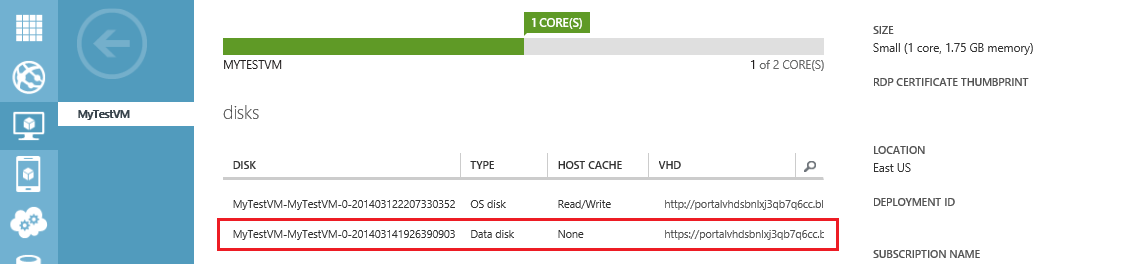 1 CORE(S)
MYTESTVM
1 of 2 CORE(S)
MyTestVM
disks
DISK TYPE HOST CACHE VHD
MyTestVM-MyTestVM-0-201403122207330352 OS disk Read/Write http://portalvhdsbnlxj3qb7q6cc.bl
MyTestVM-MyTestVM-0-201403141926390903 Data disk None https://portalvhdsbnlxj3qb7q6cc.b
SIZE
Small (1 core, 1.75 GB memory)
RDP CERTIFICATE THUMBPRINT
LOCATION
East US
DEPLOYMENT ID
SUBSCRIPTION NAME